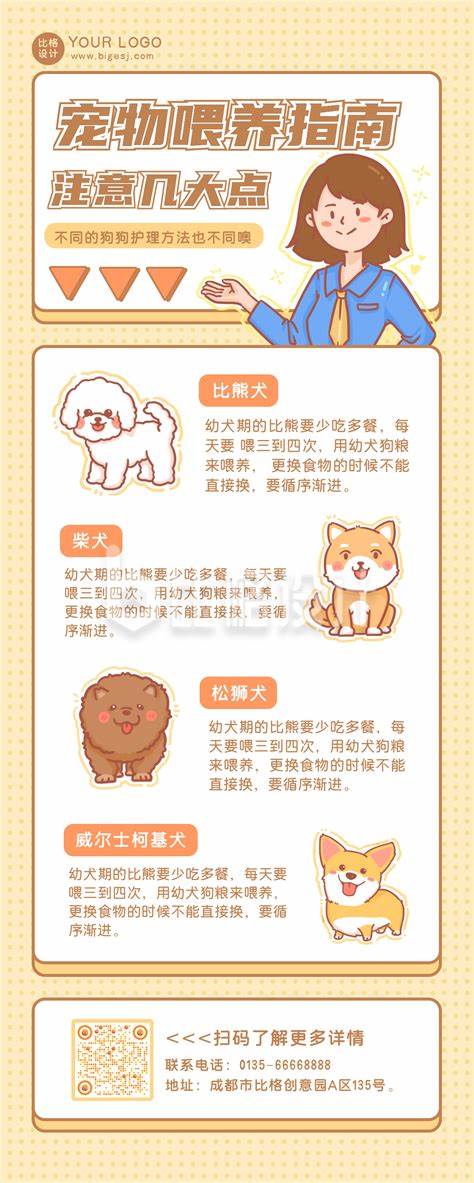 比格设计
YOUR LOGO
www.bigesj.com
宠物喂养指南
注意几大点
不同的狗狗护理方法也不同噢
比熊犬
幼犬期的比熊要少吃多餐，每
天要 喂三到四次，用幼犬狗粮
来喂养， 更换食物的时候不能
直接换，要循序渐进。
柴犬
幼犬期的比熊要少吃多餐，每天要
喂三到四次，用幼犬狗粮来喂养，
更换食物的时候不能直接换，要循
序渐进。
松狮犬
幼犬期的比熊要少吃多餐，每
天要喂三到四次，用幼犬狗粮
来喂养，更换食物的时候不能
直接换，要循序渐进。
威尔士柯基犬
幼犬期的比熊要少吃多餐，每天要
喂三到四次，用幼犬狗粮来喂养，
更换食物的时候不能直接换，要循
序渐进。
<<<扫码了解更多详情
联系电话：0135-66668888
地址：成都市比格创意园A区135号。